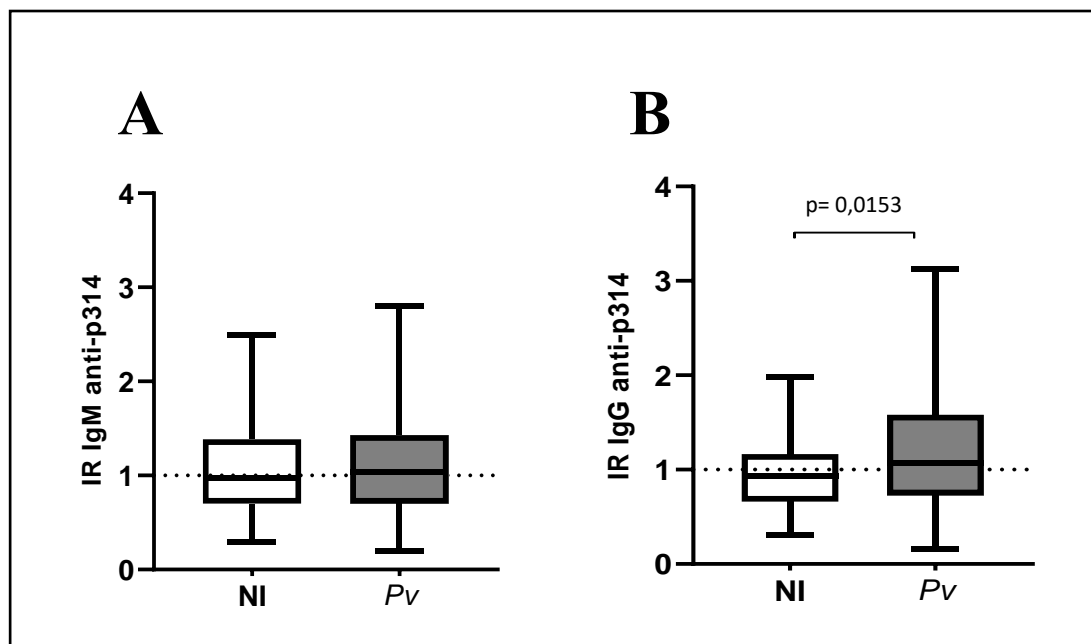 A
IR IgM anti-p314
4
3
2
1
0
NI
Pv
B
p= 0,0153
IR IgG anti-p314
4
3
2
1
0
NI
Pv